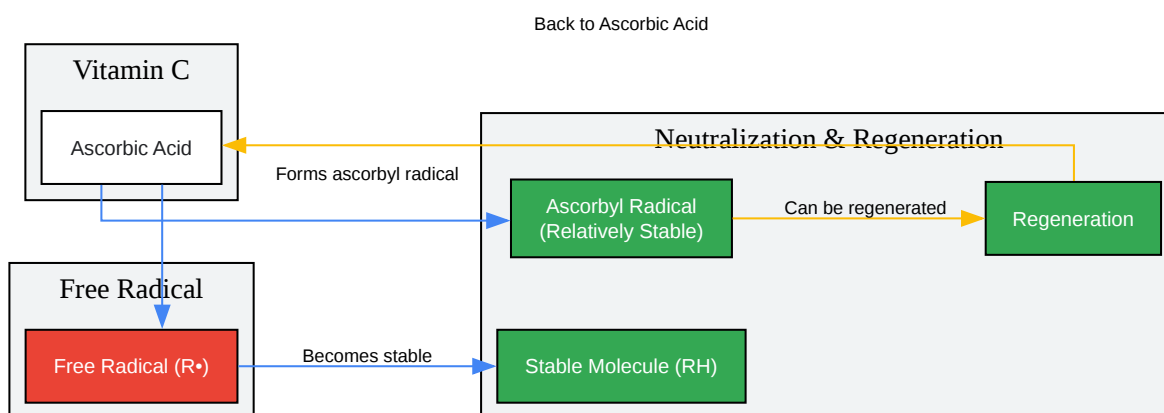 Back to Ascorbic Acid
Vitamin C
Ascorbic Acid
Neutralization & Regeneration
Forms ascorbyl radical
Ascorbyl Radical
(Relatively Stable)
Can be regenerated
Regeneration
Free Radical
Free Radical (R•)
Becomes stable
Stable Molecule (RH)